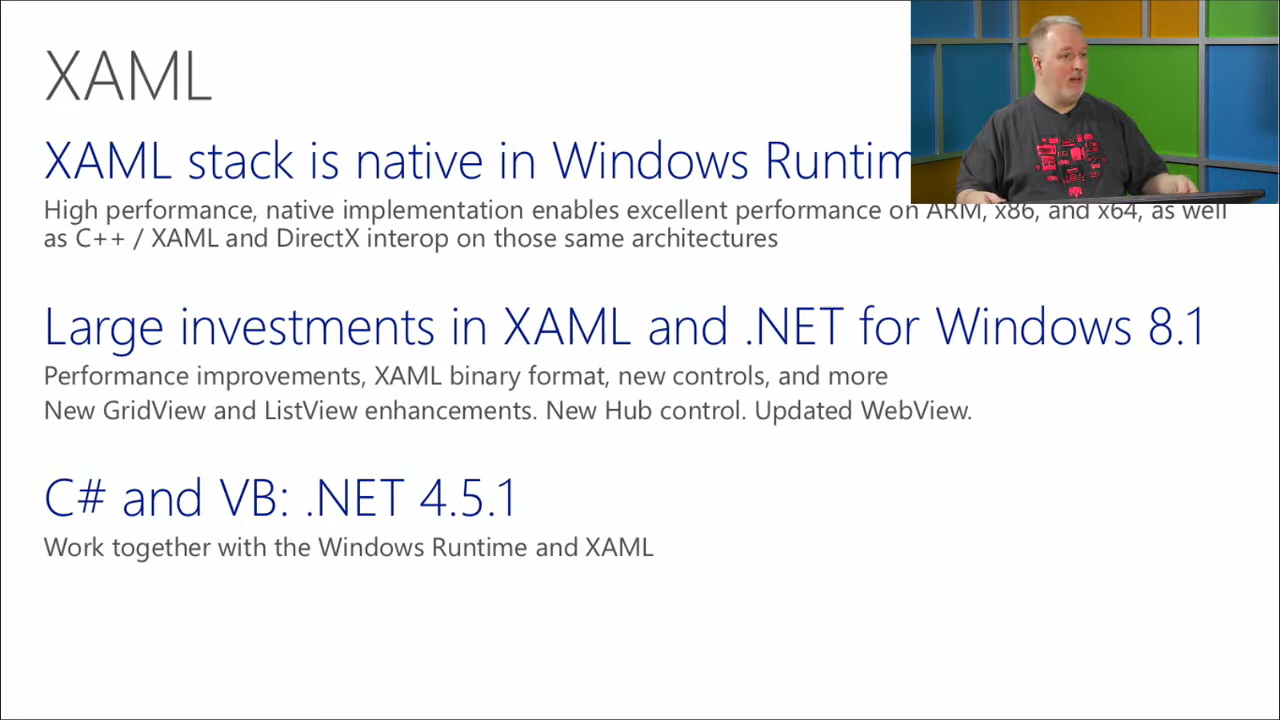 XAML
XAML stack is native in Windows Runtim
High performance, native implementation enables excellent performance on ARM, x86, and x64, as well
as C++ / XAML and DirectX interop on those same architectures
Large investments in XAML and .NET for Windows 8.1
Performance improvements, XAML binary format, new controls, and more
New GridView and ListView enhancements. New Hub control. Updated WebView.
C# and VB: .NET 4.5.1
Work together with the Windows Runtime and XAML